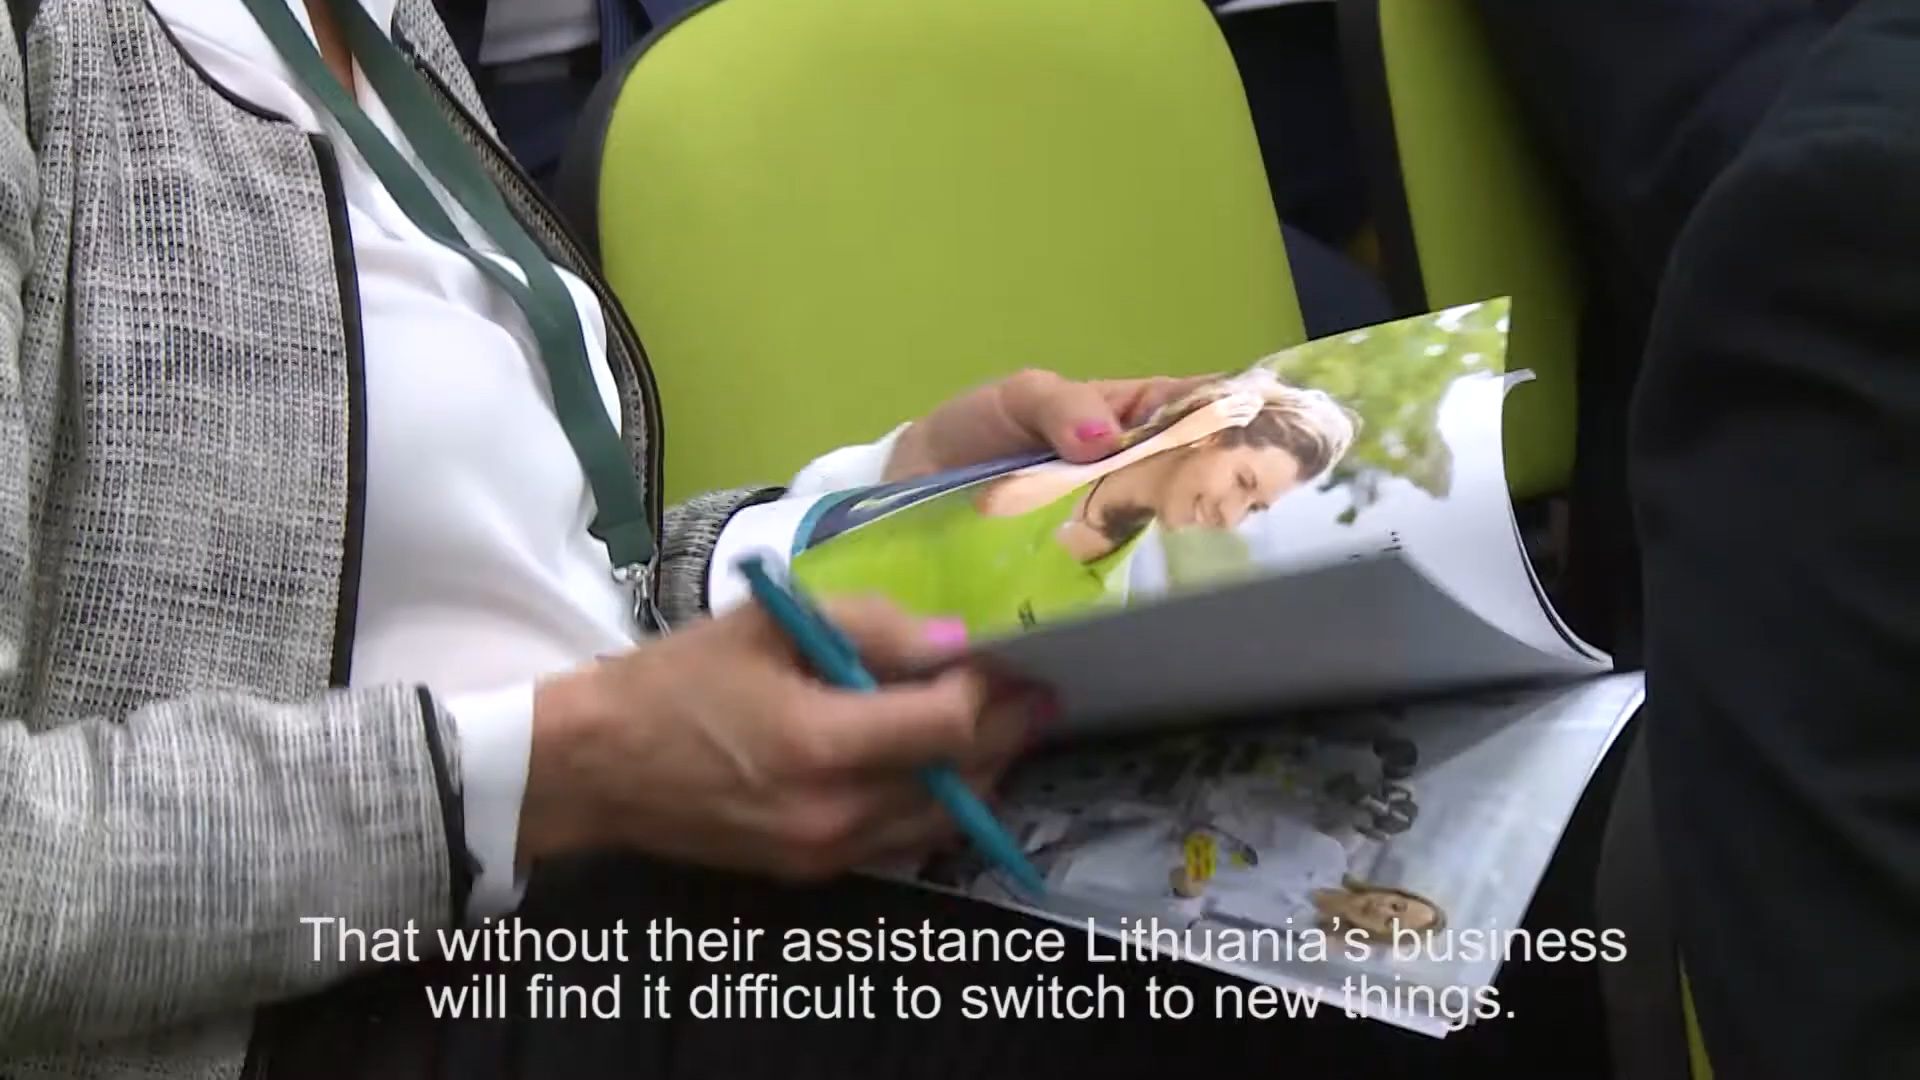 That without their assistance Lithuania’s business
will find it difficult to switch to new things.